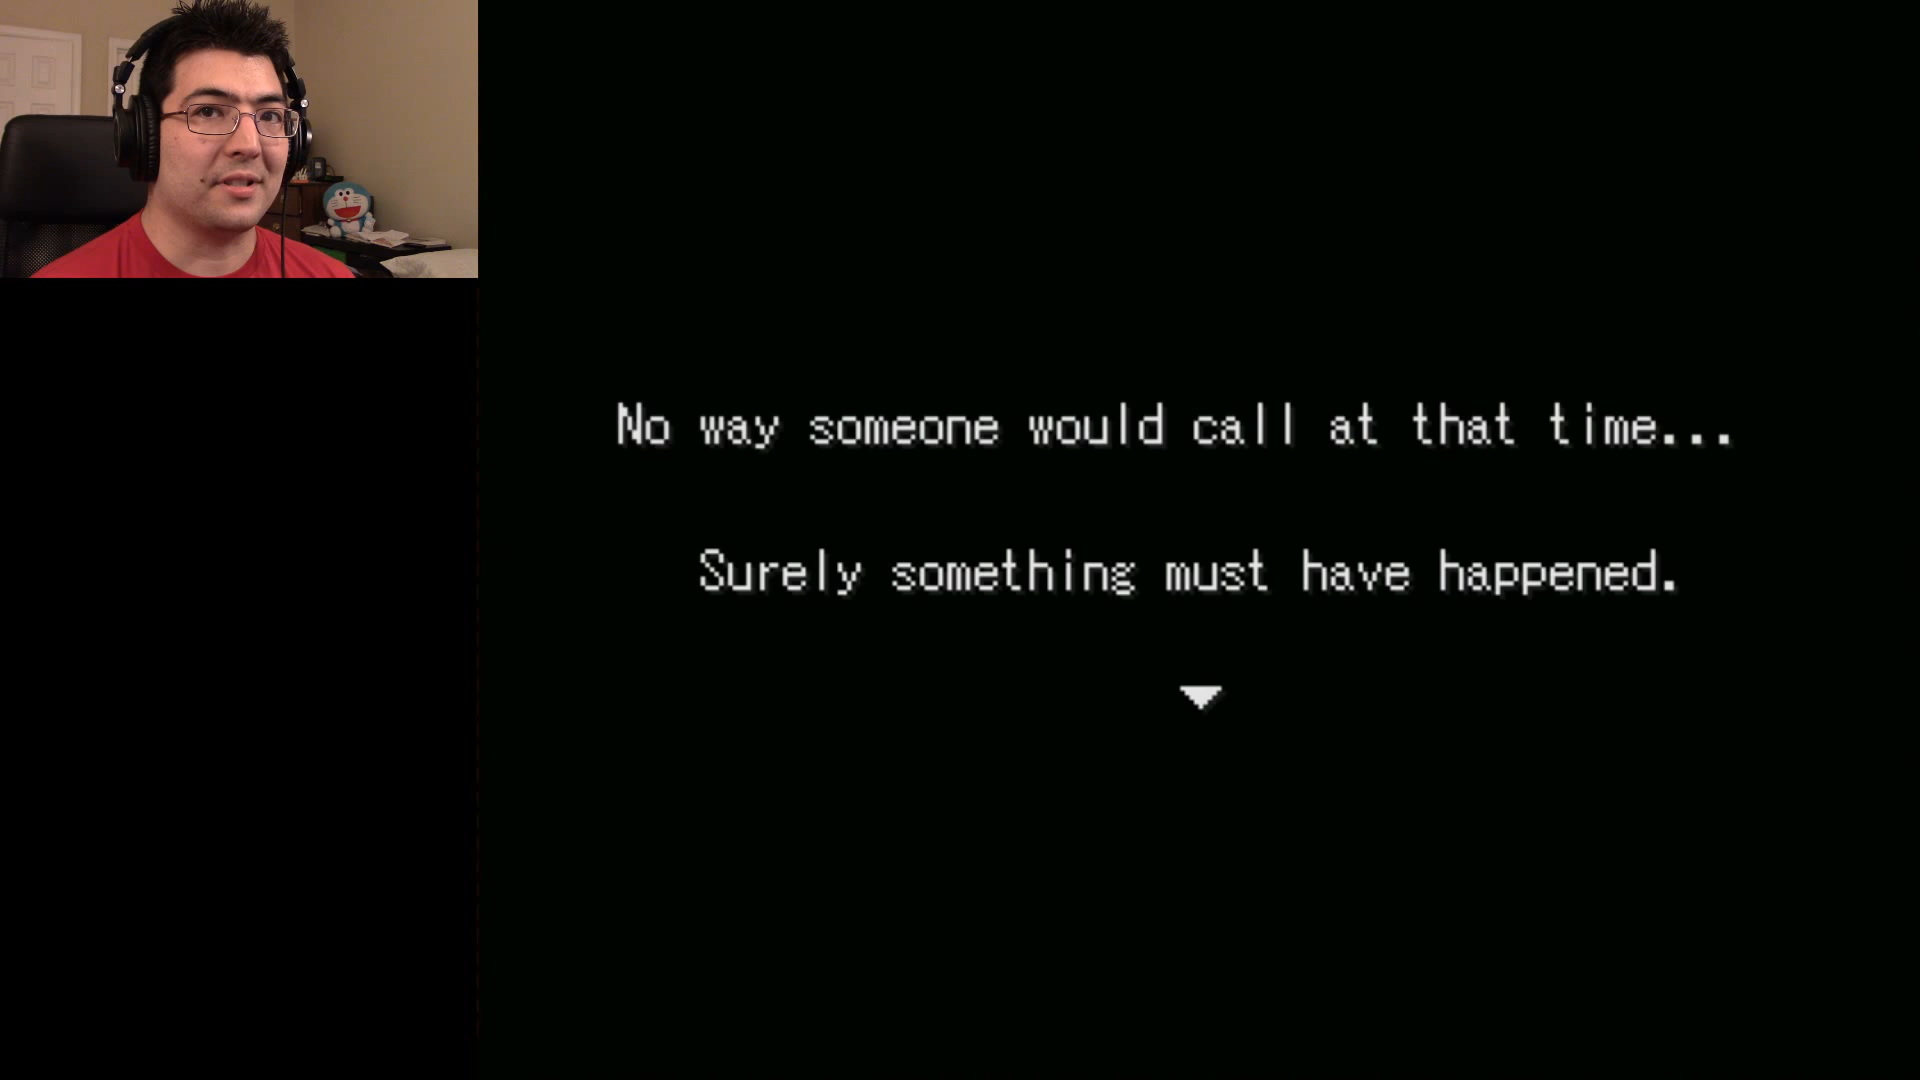 No way someone would call at that time...
Surely something must have happened.